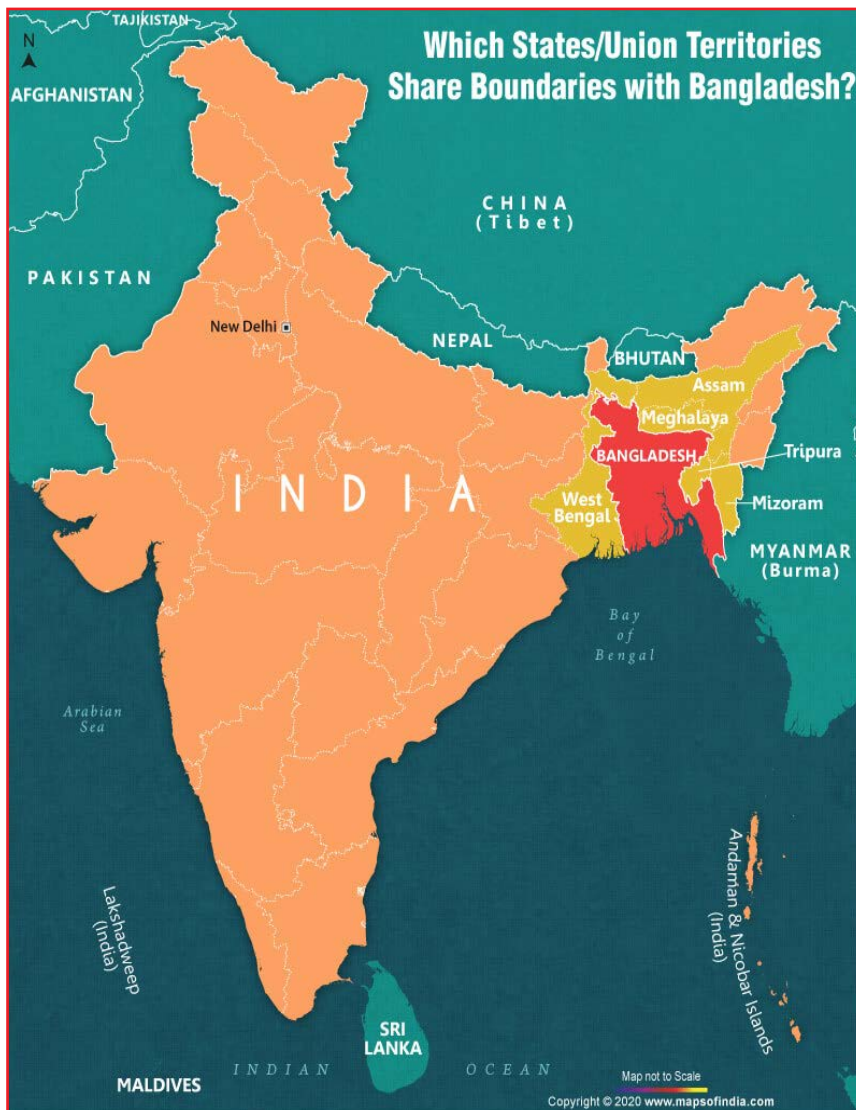 TAJIKISTAN
N
Which States/Union Territories
Share Boundaries with Bangladesh?
AFGHANISTAN
CHINA
(Tibet)
PAKISTAN
New Delhi
NEPAL
BHUTAN
Assam
Meghalaya
BANGLADESH
Tripura
INDIA
West
Bengal
Mizoram
MYANMAR
(Burma)
Bay
of
Bengal
Arabian
Sea
Andaman & Nicobar Islands
(India)
Lakshadweep
(India)
SRI
LANKA
INDIAN OCEAN
MALDIVES
Map not to Scale
Copyright © 2020 www.mapsofindia.com